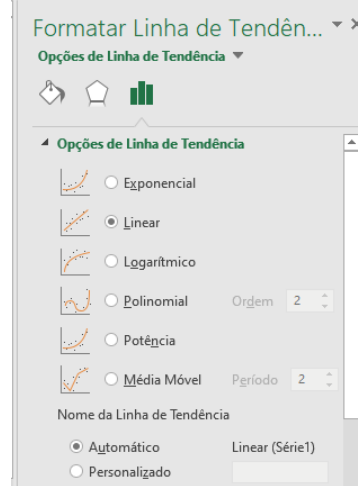 Formatar Linha de Tendên...
Opções de Linha de Tendência
Opções de Linha de Tendência
Exponencial
Linear
Logarítmico
Polinomial Ordem 2
Potência
Média Móvel Período 2
Nome da Linha de Tendência
Automático Linear (Série1)
Personalizado